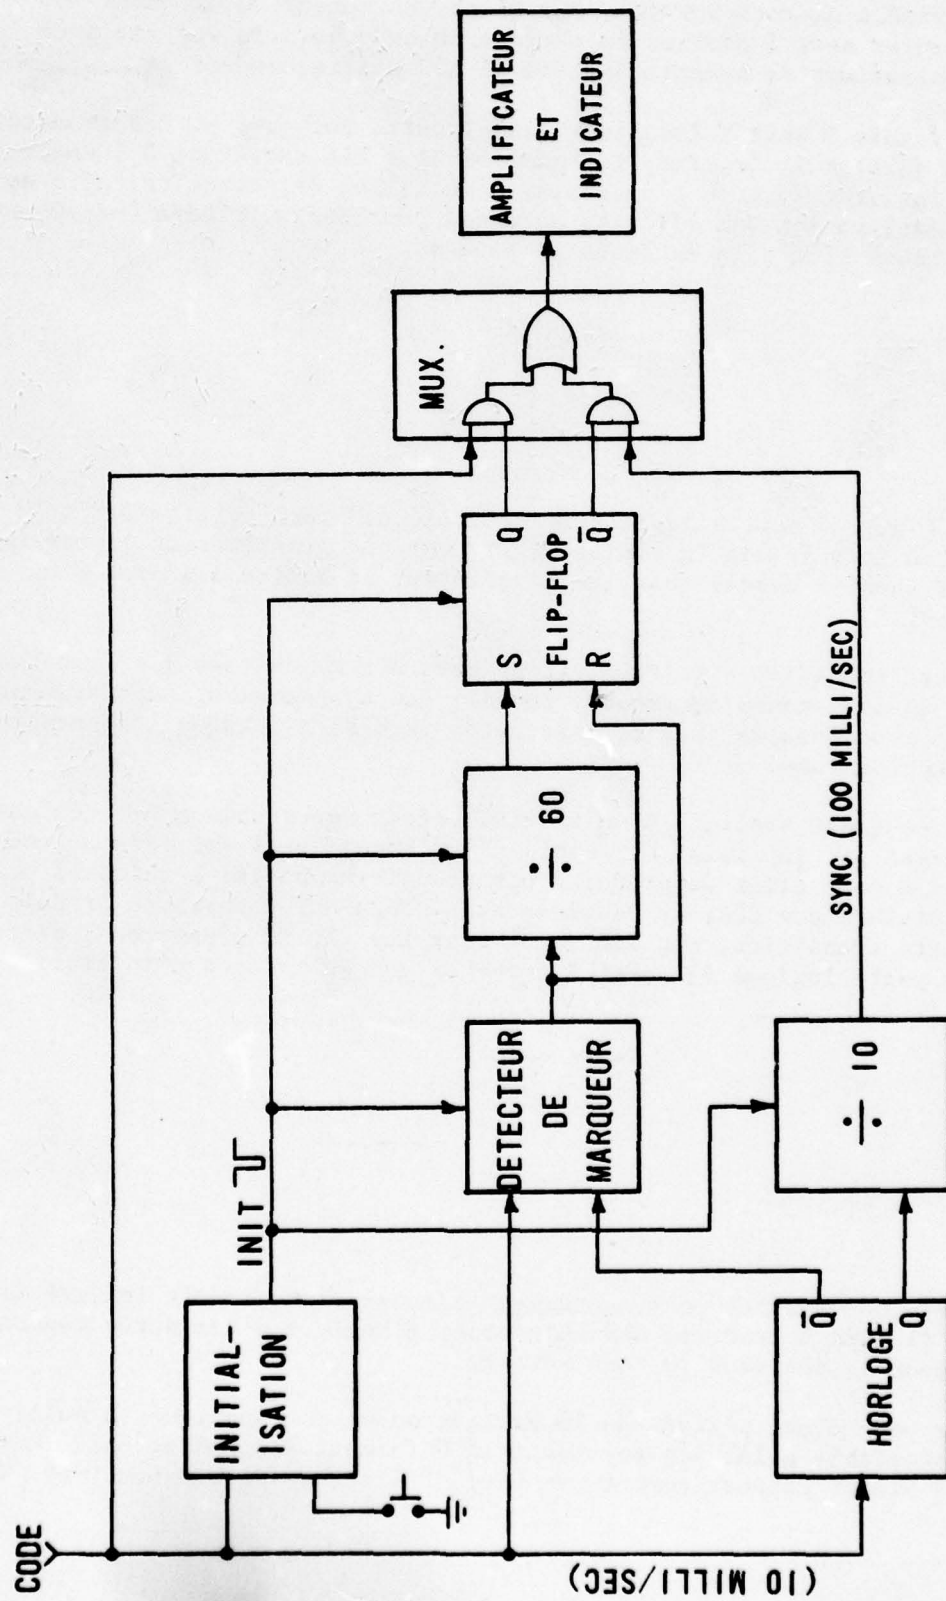 CODE
INITIAL-
ISATION
INIT
DETECTEUR
DE
MARQUEUR
÷ 60
S
Q
FLIP-FLOP
R
Q̅
MUX.
AMPLIFICATEUR
ET
INDICATEUR
(10 MILLI/SEC)
HORLOGE
Q̅
Q
÷ 10
SYNC (100 MILLI/SEC)